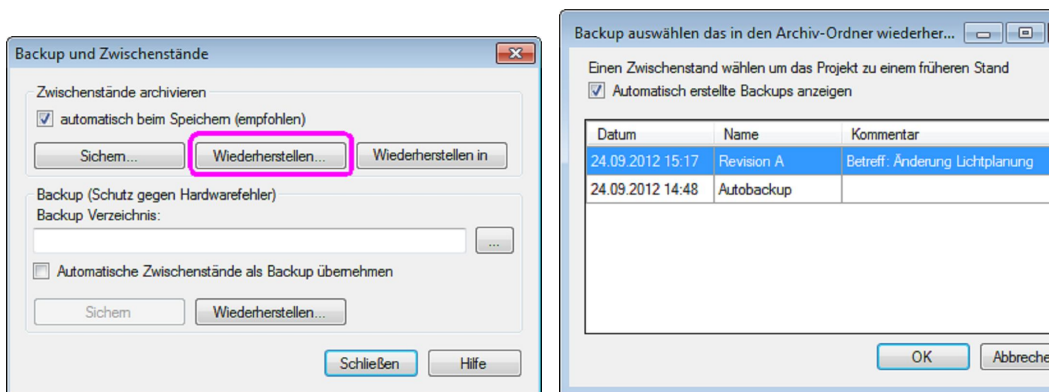 Backup und Zwischenstände
Zwischenstände archivieren
automatisch beim Speichern (empfohlen)
Sichern...
Wiederherstellen...
Wiederherstellen in
Backup (Schutz gegen Hardwarefehler)
Backup Verzeichnis:
...
Automatische Zwischenstände als Backup übernehmen
Sichern
Wiederherstellen...
Schließen
Hilfe
Backup auswählen das in den Archiv-Ordner wiederher...
Einen Zwischenstand wählen um das Projekt zu einem früheren Stand
Automatisch erstellte Backups anzeigen
Datum Name Kommentar
24.09.2012 15:17 Revision A Betreff: Änderung Lichtplanung
24.09.2012 14:48 Autobackup
OK
Abbreche